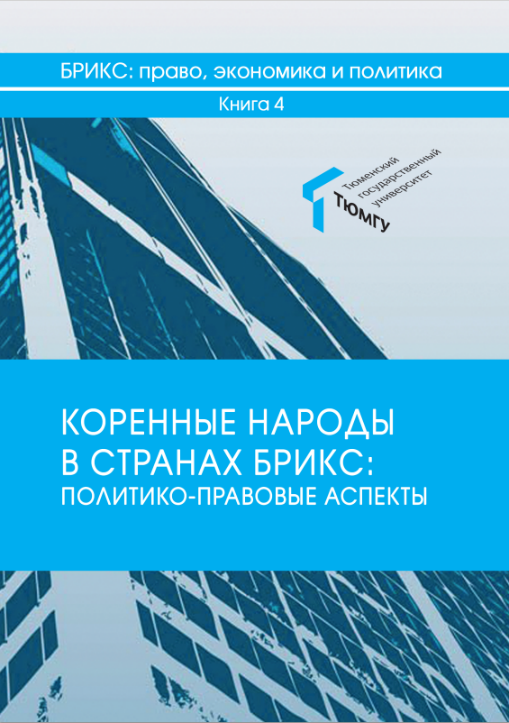 БРИКС: право, экономика и политика
Книга 4
Тюменский
государственный
университет
ТЮМГУ
КОРЕННЫЕ НАРОДЫ
В СТРАНАХ БРИКС:
ПОЛИТИКО-ПРАВОВЫЕ АСПЕКТЫ